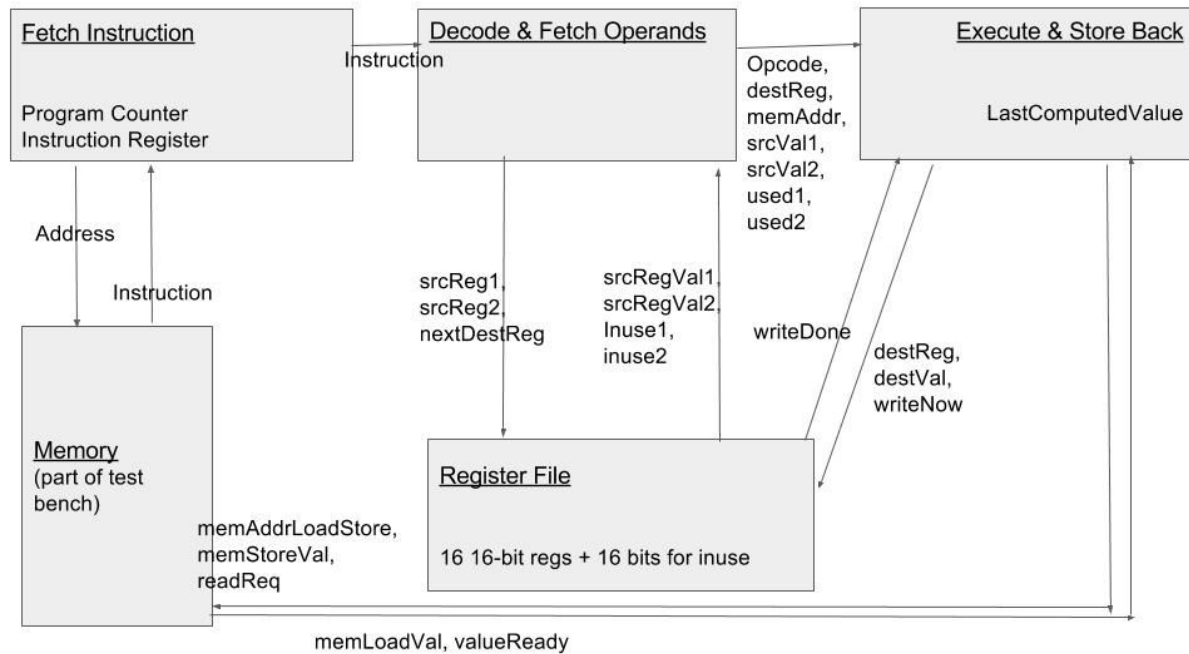 Fetch Instruction
Program Counter
Instruction Register
Instruction
Decode & Fetch Operands
Opcode,
destReg,
memAddr,
srcVal1,
srcVal2,
used1,
used2
Execute & Store Back
LastComputedValue
Address
Instruction
srcReg1,
srcReg2,
nextDestReg
srcRegVal1,
srcRegVal2,
Inuse1,
inuse2
writeDone
destReg,
destVal,
writeNow
Memory
(part of test
bench)
Register File
16 16-bit regs + 16 bits for inuse
memAddrLoadStore,
memStoreVal,
readReq
memLoadVal, valueReady